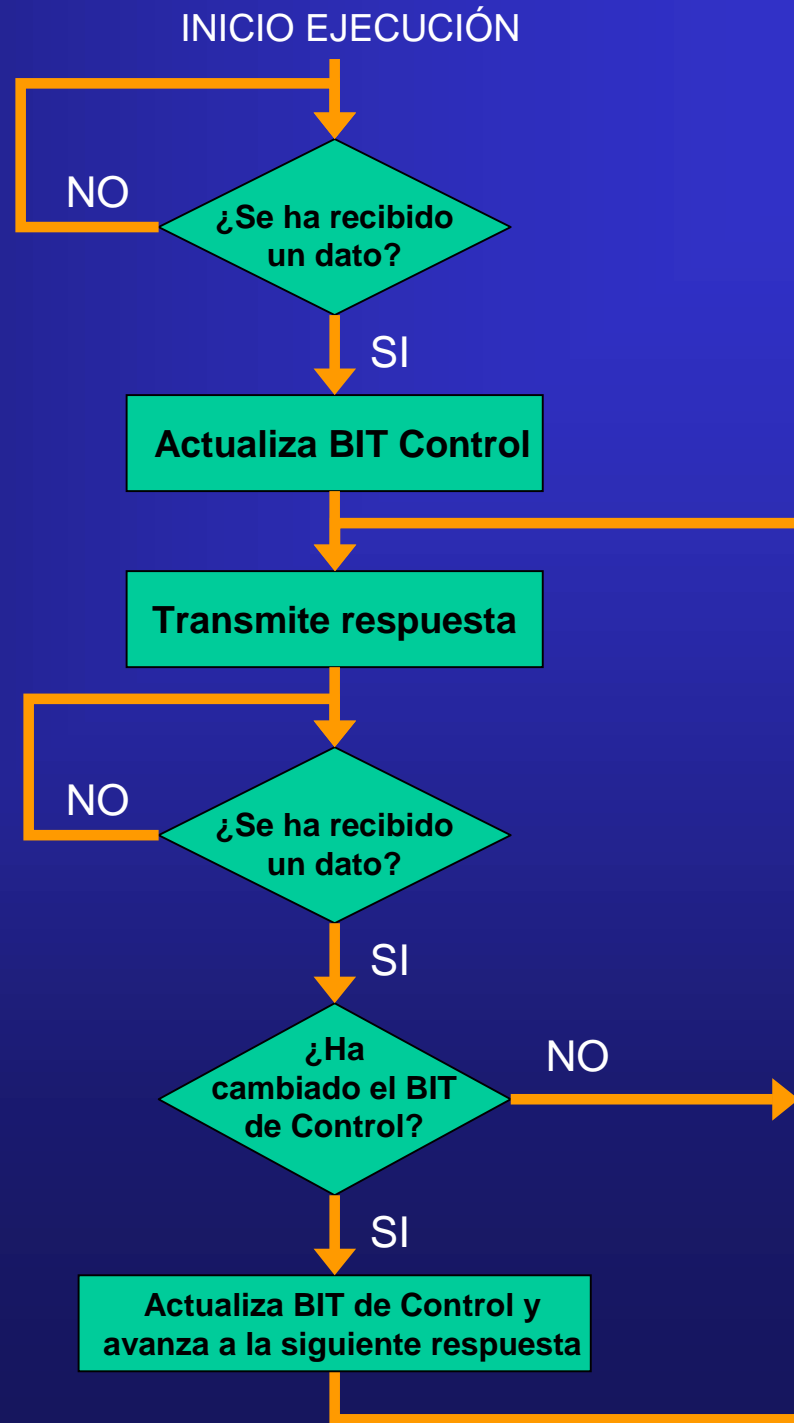 INICIO EJECUCIÓN
NO
¿Se ha recibido
un dato?
SI
Actualiza BIT Control
Transmite respuesta
NO
¿Se ha recibido
un dato?
SI
¿Ha
cambiado el BIT
de Control?
NO
SI
Actualiza BIT de Control y
avanza a la siguiente respuesta